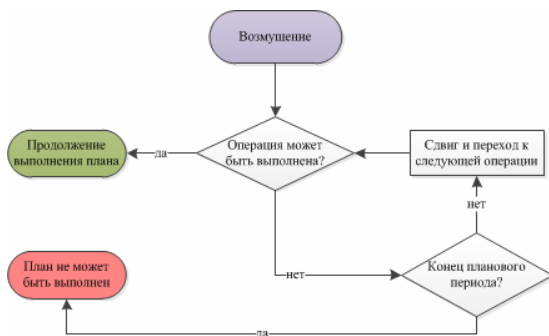 Возмушение
Продолжение
выполнения плана
да
Операция может
быть выполнена?
Сдвиг и переход к
следующей операции
нет
План не может
быть выполнен
нет
Конец планового
периода?
да